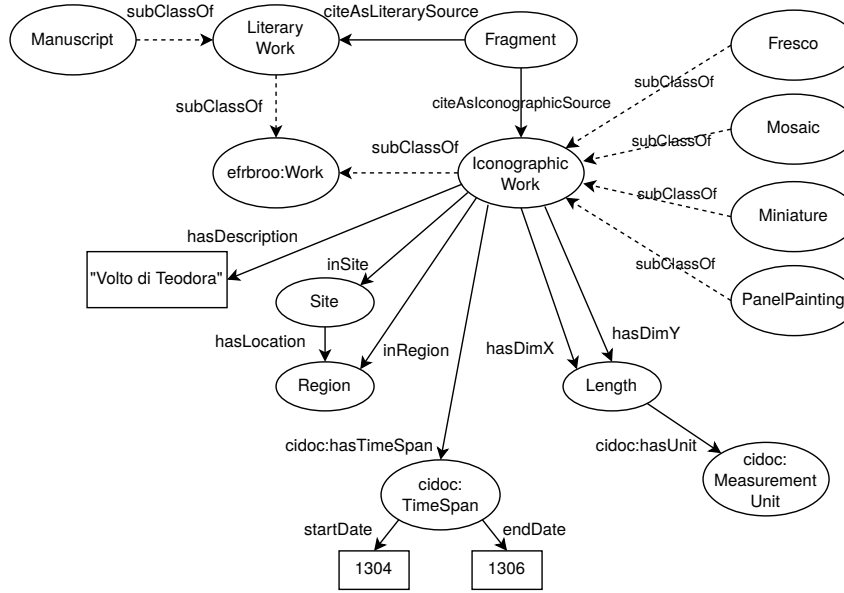 subClassOf
citeAsLiterarySource
Manuscript
Literary
Work
Fragment
Fresco
subClassOf
subClassOf
citeAsIconographicSource
subClassOf
Mosaic
subClassOf
efrbroo:Work
Iconographic
Work
subClassOf
Miniature
hasDescription
"Volto di Teodora"
inSite
subClassOf
PanelPainting
Site
hasLocation
inRegion
hasDimX
hasDimY
Region
Length
cidoc:hasTimeSpan
cidoc:hasUnit
cidoc:
TimeSpan
cidoc:
Measurement
Unit
startDate
endDate
1304
1306